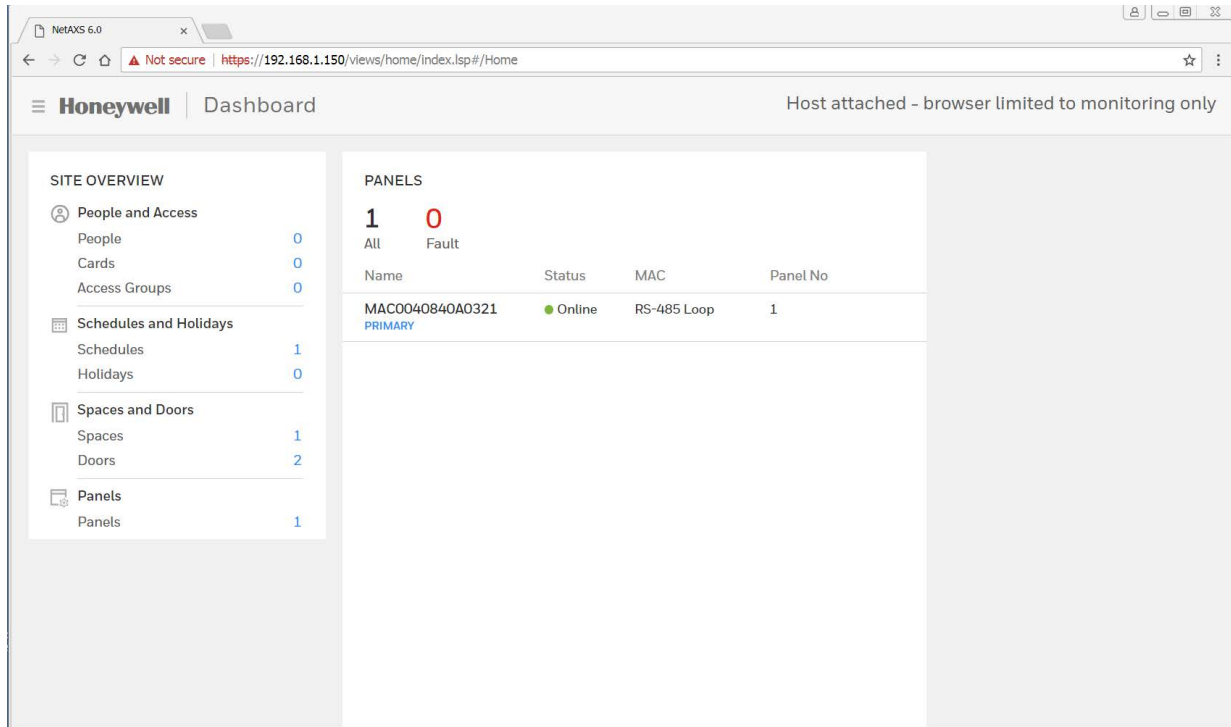 NetAXS 6.0
Not secure | https://192.168.1.150/views/home/index.lsp#/Home
Honeywell | Dashboard
Host attached - browser limited to monitoring only
SITE OVERVIEW
People and Access
People 0
Cards 0
Access Groups 0
Schedules and Holidays
Schedules 1
Holidays 0
Spaces and Doors
Spaces 1
Doors 2
Panels
Panels 1
PANELS
1 0
All Fault
Name Status MAC Panel No
MAC0040840A0321 Online RS-485 Loop 1
PRIMARY